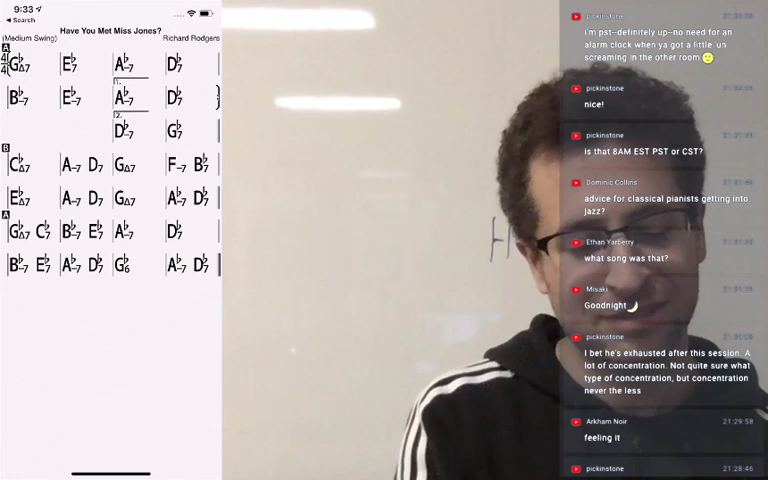 9:33
Search
Have You Met Miss Jones?
(Medium Swing)
Richard Rodgers
A
4/4 G♭Δ7 E♭7 A♭-7 D♭7
1.
B♭-7 E♭-7 A♭-7 D♭7
2.
D♭-7 G♭7
B
C♭Δ7 A-7 D7 GΔ7 F-7 B♭7
E♭Δ7 A-7 D7 GΔ7 A♭-7 D♭7
A
G♭Δ7 C♭7 B♭-7 E♭7 A♭-7 D♭7
B♭-7 E♭7 A♭-7 D♭7 G♭6 A♭-7 D♭7
H
pickinstone
i'm pst--definitely up--no need for an
alarm clock when ya got a little 'un
screaming in the other room
pickinstone
nice!
pickinstone
is that 8AM EST PST or CST?
Dominic Collins
advice for classical pianists getting into
jazz?
Ethan Yarberry
what song was that?
Misaki
Goodnight
pickinstone
I bet he's exhausted after this session. A
lot of concentration. Not quite sure what
type of concentration, but concentration
never the less
Arkham Noir 21:29:58
feeling it
pickinstone 21:28:46